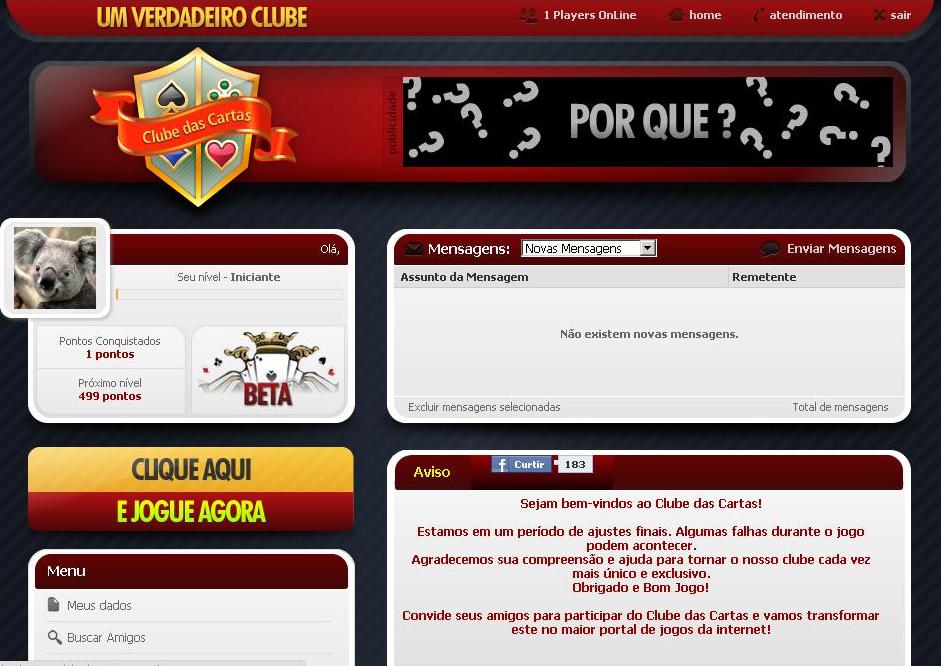 UM VERDADEIRO CLUBE
1 Players OnLine
home
atendimento
sair
Clube das Cartas
publicidade
POR QUE ?
Olá,
Seu nível - Iniciante
Pontos Conquistados
1 pontos
Próximo nível
499 pontos
BETA
Mensagens:
Novas Mensagens
Enviar Mensagens
Assunto da Mensagem
Remetente
Não existem novas mensagens.
Excluir mensagens selecionadas
Total de mensagens
CLIQUE AQUI
E JOGUE AGORA
Menu
Meus dados
Buscar Amigos
Aviso
Curtir
183
Sejam bem-vindos ao Clube das Cartas!
Estamos em um período de ajustes finais. Algumas falhas durante o jogo
podem acontecer.
Agradecemos sua compreensão e ajuda para tornar o nosso clube cada vez
mais único e exclusivo.
Obrigado e Bom Jogo!
Convide seus amigos para participar do Clube das Cartas e vamos transformar
este no maior portal de jogos da internet!